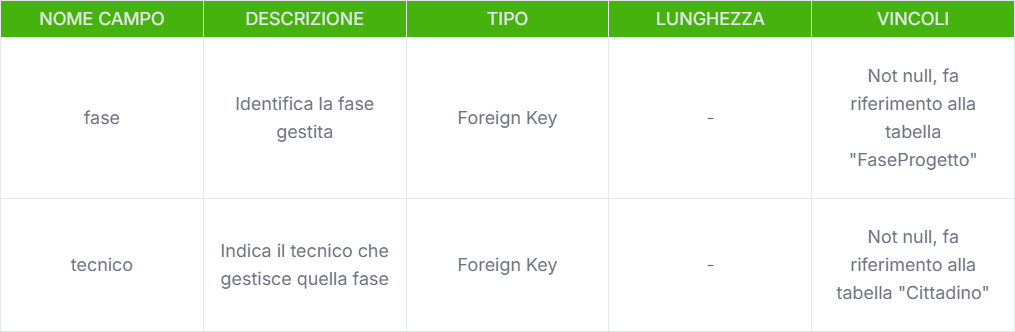 NOME CAMPO DESCRIZIONE TIPO LUNGHEZZA VINCOLI
fase
Identifica la fase
gestita
Foreign Key
-
Not null, fa
riferimento alla
tabella
"FaseProgetto"
tecnico
Indica il tecnico che
gestisce quella fase
Foreign Key
-
Not null, fa
riferimento alla
tabella "Cittadino"